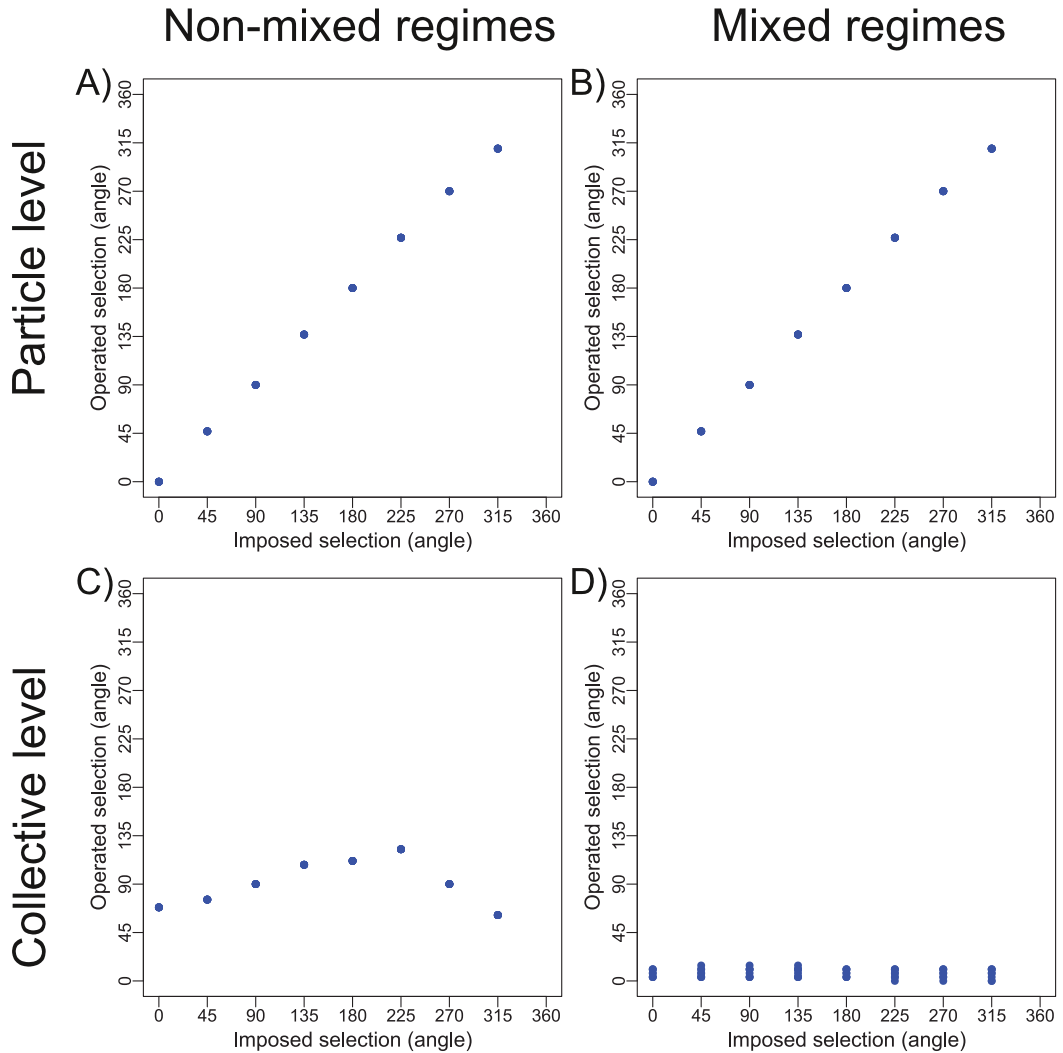 Non-mixed regimes
Mixed regimes
Particle level
A)
Operated selection (angle)
0 45 90 135 180 225 270 315 360
0 45 90 135 180 225 270 315 360
Imposed selection (angle)
B)
Operated selection (angle)
0 45 90 135 180 225 270 315 360
0 45 90 135 180 225 270 315 360
Imposed selection (angle)
Collective level
C)
Operated selection (angle)
0 45 90 135 180 225 270 315 360
0 45 90 135 180 225 270 315 360
Imposed selection (angle)
D)
Operated selection (angle)
0 45 90 135 180 225 270 315 360
0 45 90 135 180 225 270 315 360
Imposed selection (angle)